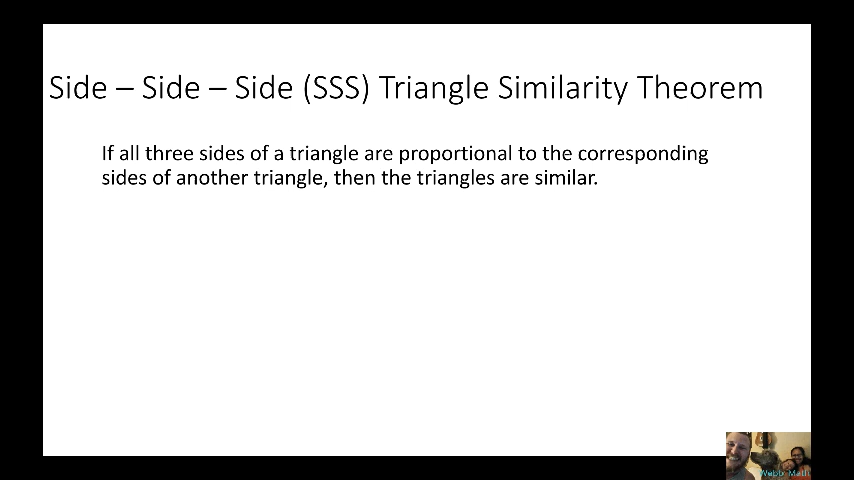 Side – Side – Side (SSS) Triangle Similarity Theorem
If all three sides of a triangle are proportional to the corresponding
sides of another triangle, then the triangles are similar.
Webb Math